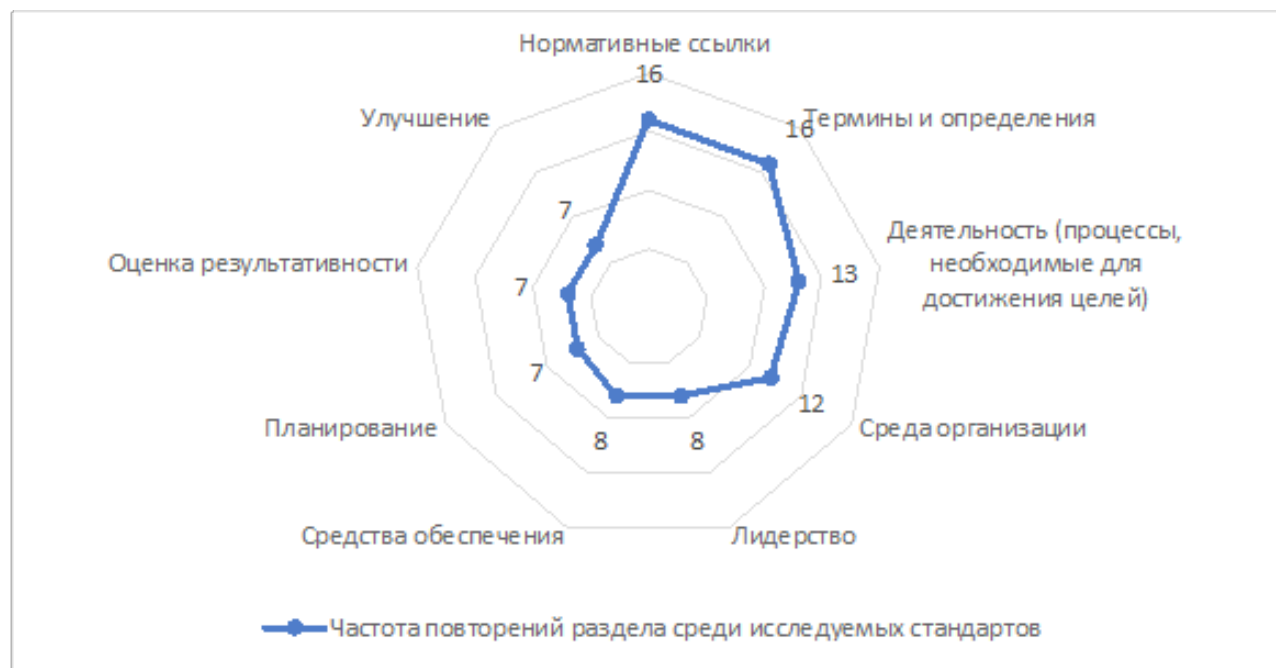 Нормативные ссылки
16
Улучшение
16
Термины и определения
7
Деятельность (процессы,
необходимые для
достижения целей)
Оценка результативности
7
13
7
12
Планирование
Среда организации
8
8
Средства обеспечения
Лидерство
Частота повторений раздела среди исследуемых стандартов